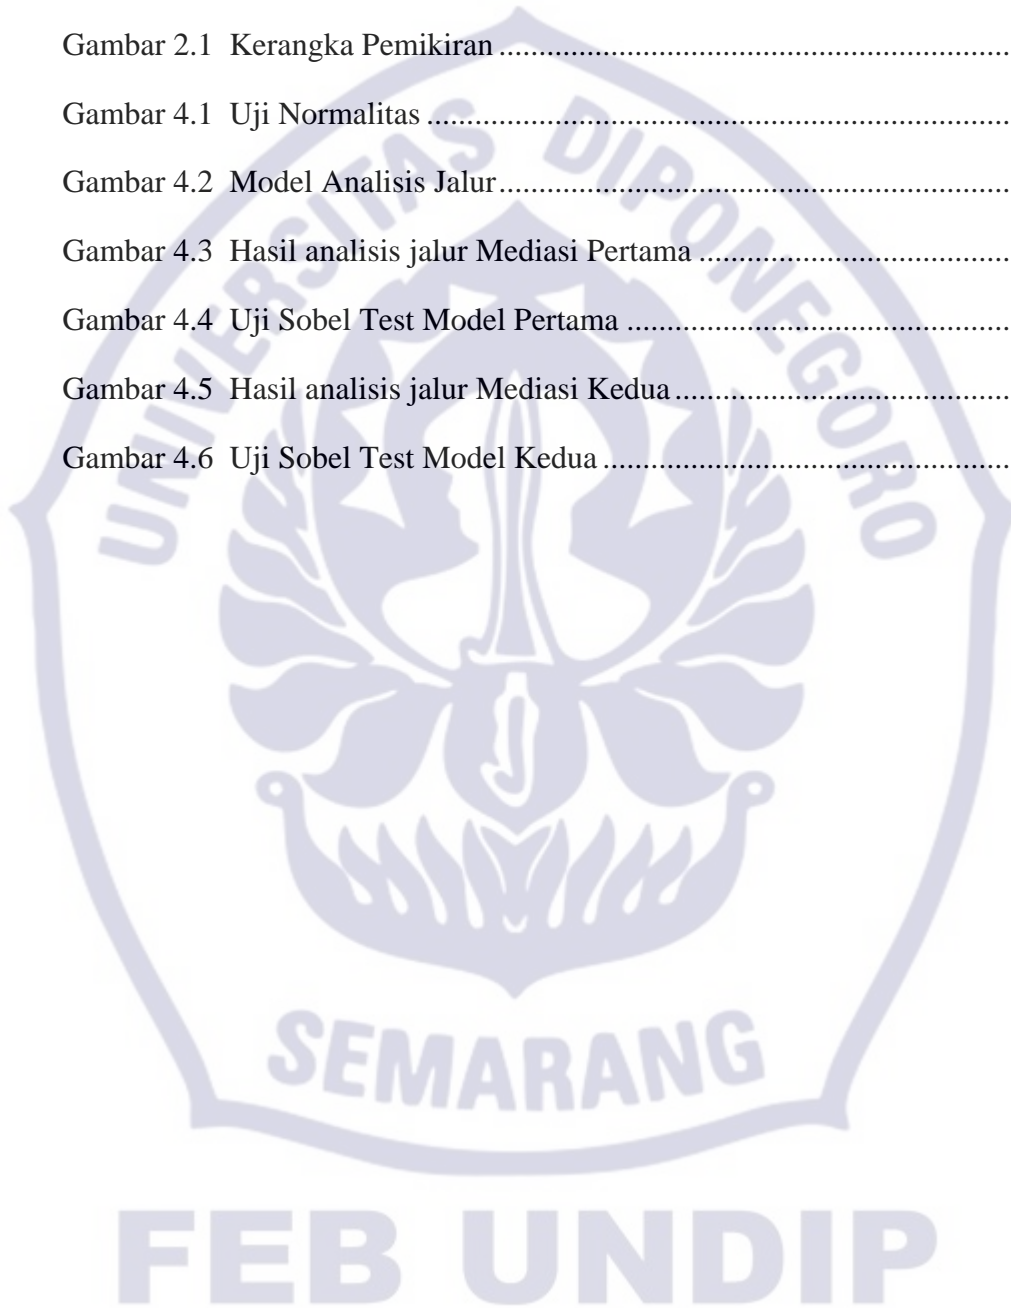 Gambar 2.1 Kerangka Pemikiran ................................................................
Gambar 4.1 Uji Normalitas .........................................................................
Gambar 4.2 Model Analisis Jalur................................................................
Gambar 4.3 Hasil analisis jalur Mediasi Pertama .......................................
Gambar 4.4 Uji Sobel Test Model Pertama ................................................
Gambar 4.5 Hasil analisis jalur Mediasi Kedua ..........................................
Gambar 4.6 Uji Sobel Test Model Kedua ...................................................
UNIVERSITAS DIPONEGORO
SEMARANG
FEB UNDIP